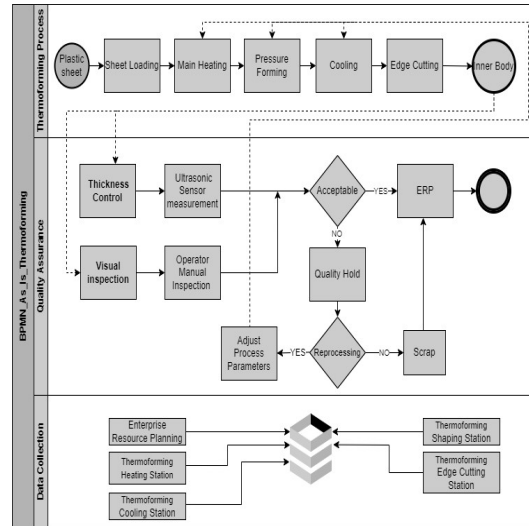 BPMN_As_Is_Thermoforming
Thermoforming Process
Plastic
sheet
Sheet Loading
Main Heating
Pressure
Forming
Cooling
Edge Cutting
nner Body
Quality Assurance
Thickness
Control
Ultrasonic
Sensor
measurement
Acceptable
YES
ERP
NO
Visual
inspection
Operator
Manual
Inspection
Quality Hold
Adjust
Process
Parameters
YES
Reprocessing
NO
Scrap
Data Collection
Enterprise
Resource Planning
Thermoforming
Heating Station
Thermoforming
Cooling Station
Thermoforming
Shaping Station
Thermoforming
Edge Cutting
Station